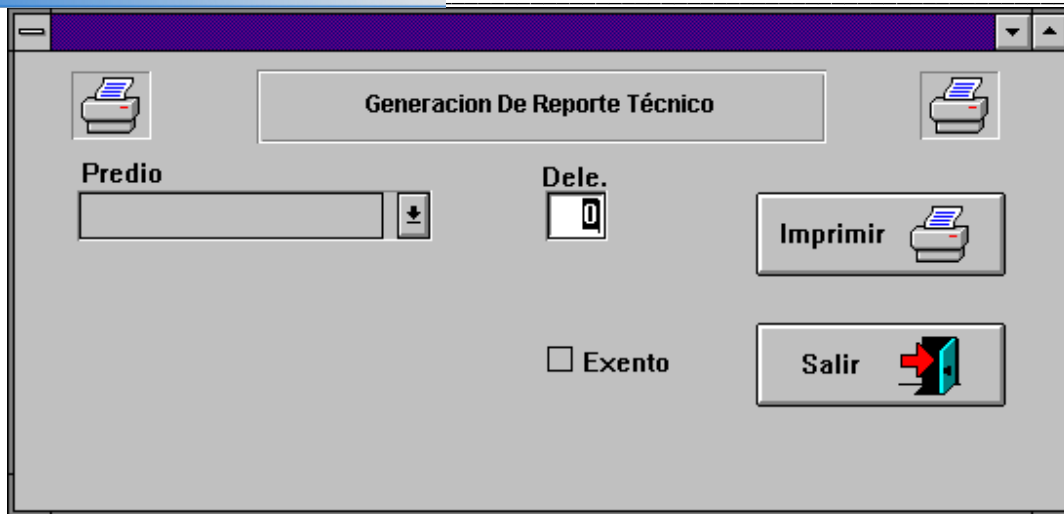 Generacion De Reporte Técnico
Predio
Dele.
0
Imprimir
Exento
Salir